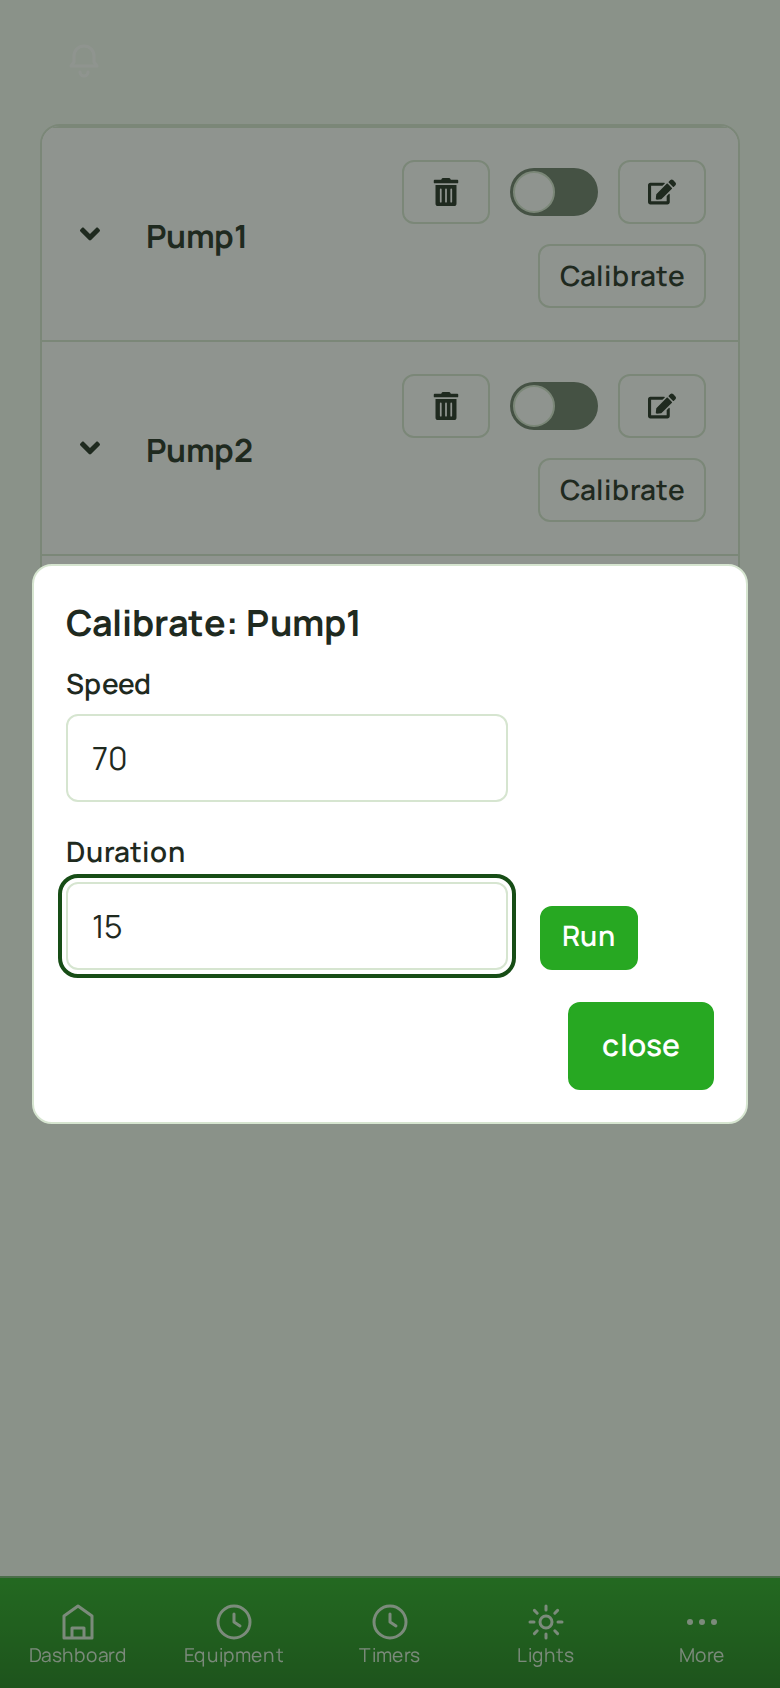 Pump1
Calibrate
Pump2
Calibrate
Calibrate: Pump1
Speed
70
Duration
15
Run
close
Dashboard
Equipment
Timers
Lights
More